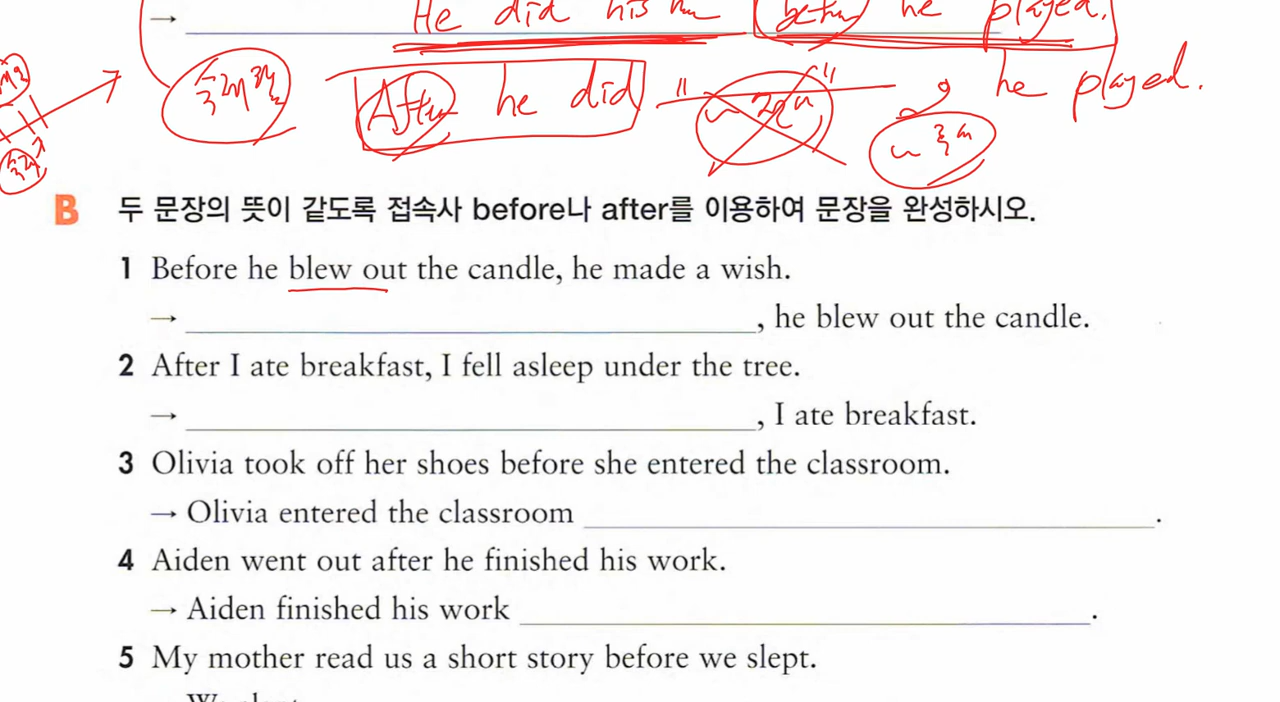 → He did his he played.
After he did , he played.
B 두 문장의 뜻이 같도록 접속사 before나 after를 이용하여 문장을 완성하시오.
1 Before he blew out the candle, he made a wish.
→ , he blew out the candle.
2 After I ate breakfast, I fell asleep under the tree.
→ , I ate breakfast.
3 Olivia took off her shoes before she entered the classroom.
→ Olivia entered the classroom .
4 Aiden went out after he finished his work.
→ Aiden finished his work .
5 My mother read us a short story before we slept.
We slept